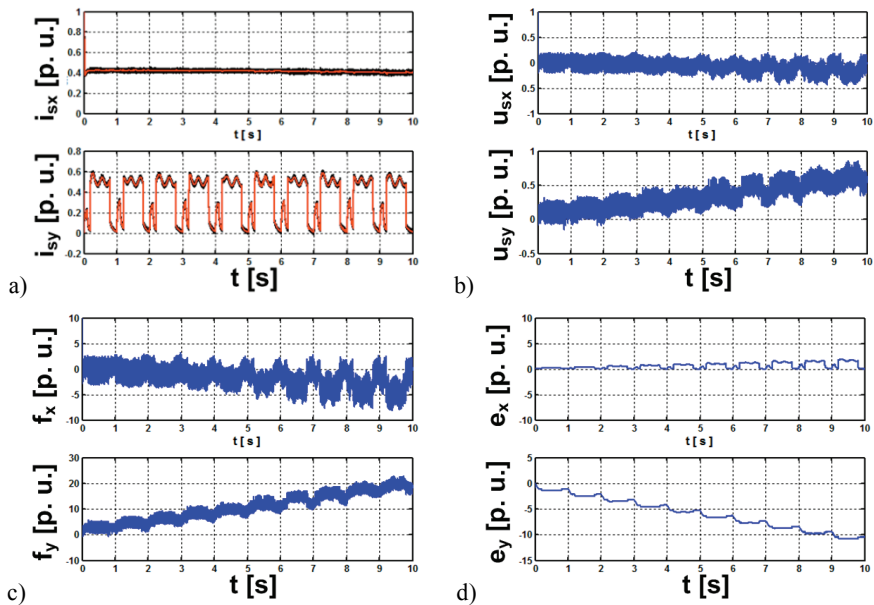 i_sx [p. u.]
1
0.8
0.6
0.4
0.2
0
0 1 2 3 4 5 6 7 8 9 10
t [ s ]
i_sy [p. u.]
0.8
0.6
0.4
0.2
0
-0.2
0 1 2 3 4 5 6 7 8 9 10
t [s]
a)
u_sx [p. u.]
1
0.5
0
-0.5
-1
0 1 2 3 4 5 6 7 8 9 10
t [ s ]
u_sy [p. u.]
1
0.5
0
-0.5
0 1 2 3 4 5 6 7 8 9 10
t [s]
b)
f_x [p. u.]
10
5
0
-5
-10
0 1 2 3 4 5 6 7 8 9 10
t [ s ]
f_y [p. u.]
30
20
10
0
-10
0 1 2 3 4 5 6 7 8 9 10
t [s]
c)
e_x [p. u.]
10
5
0
-5
-10
0 1 2 3 4 5 6 7 8 9 10
t [ s ]
e_y [p. u.]
5
0
-5
-10
-15
0 1 2 3 4 5 6 7 8 9 10
t [s]
d)